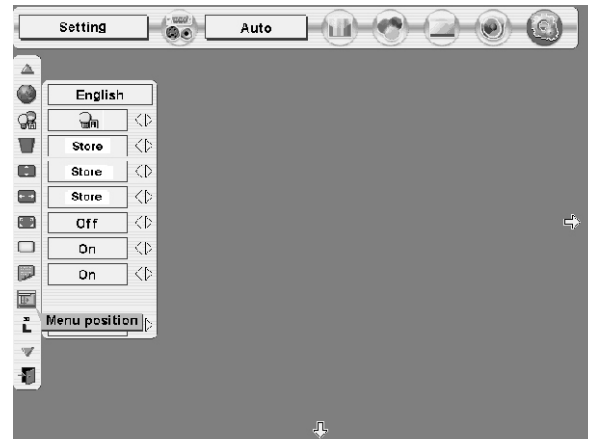 Setting
Auto
English
Store
Store
Store
Off
On
On
Menu position